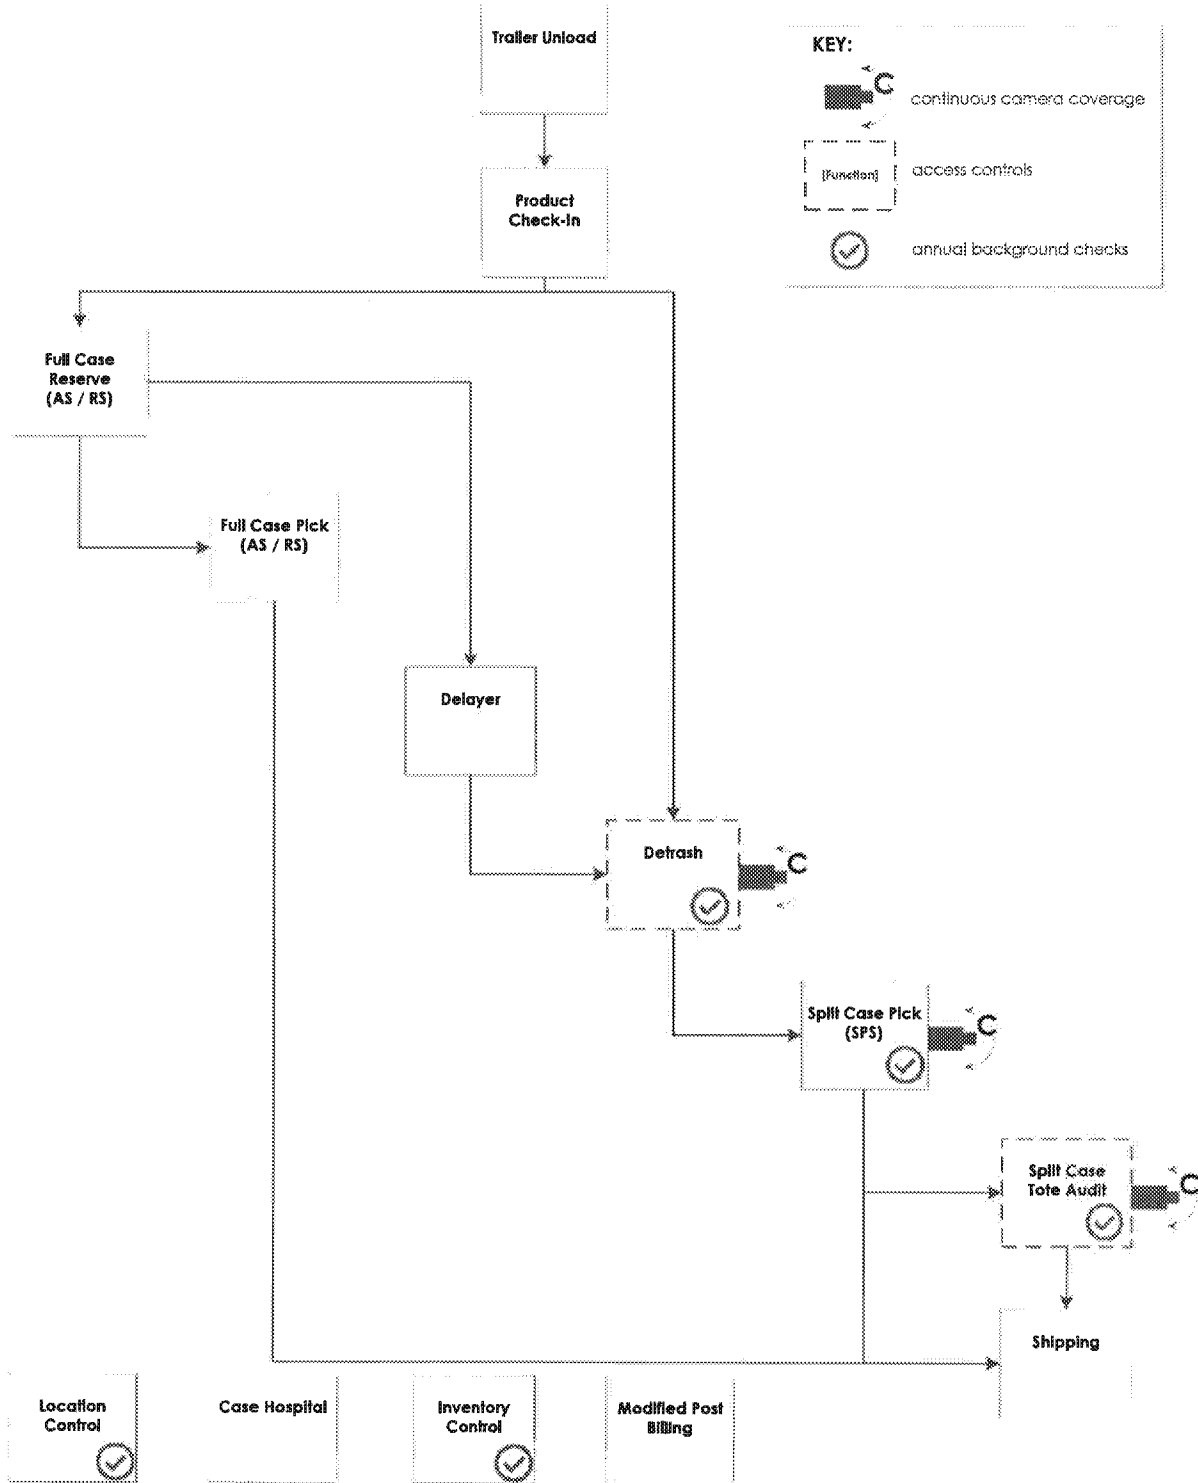 Trailer Unload
KEY:
C
continuous camera coverage
[Function]
access controls
annual background checks
Product
Check-In
Full Case
Reserve
(AS / RS)
Full Case Pick
(AS / RS)
Delayer
Detrash
C
Split Case Pick
(SPS)
C
Split Case
Tote Audit
C
Shipping
Location
Control
Case Hospital
Inventory
Control
Modified Post
Billing